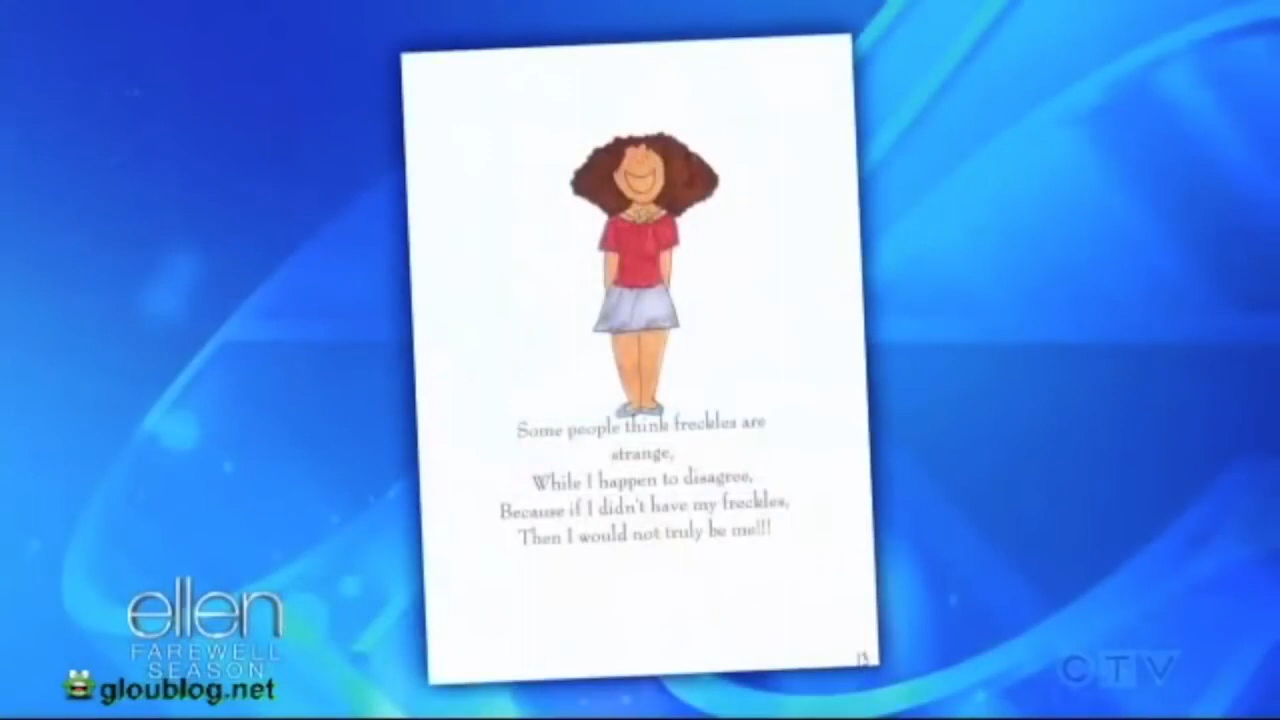 Some people think freckles are
strange,
While I happen to disagree,
Because if I didn't have my freckles,
Then I would not truly be me!!!
13
ellen
FAREWELL
SEASON
gloublog.net
CTV